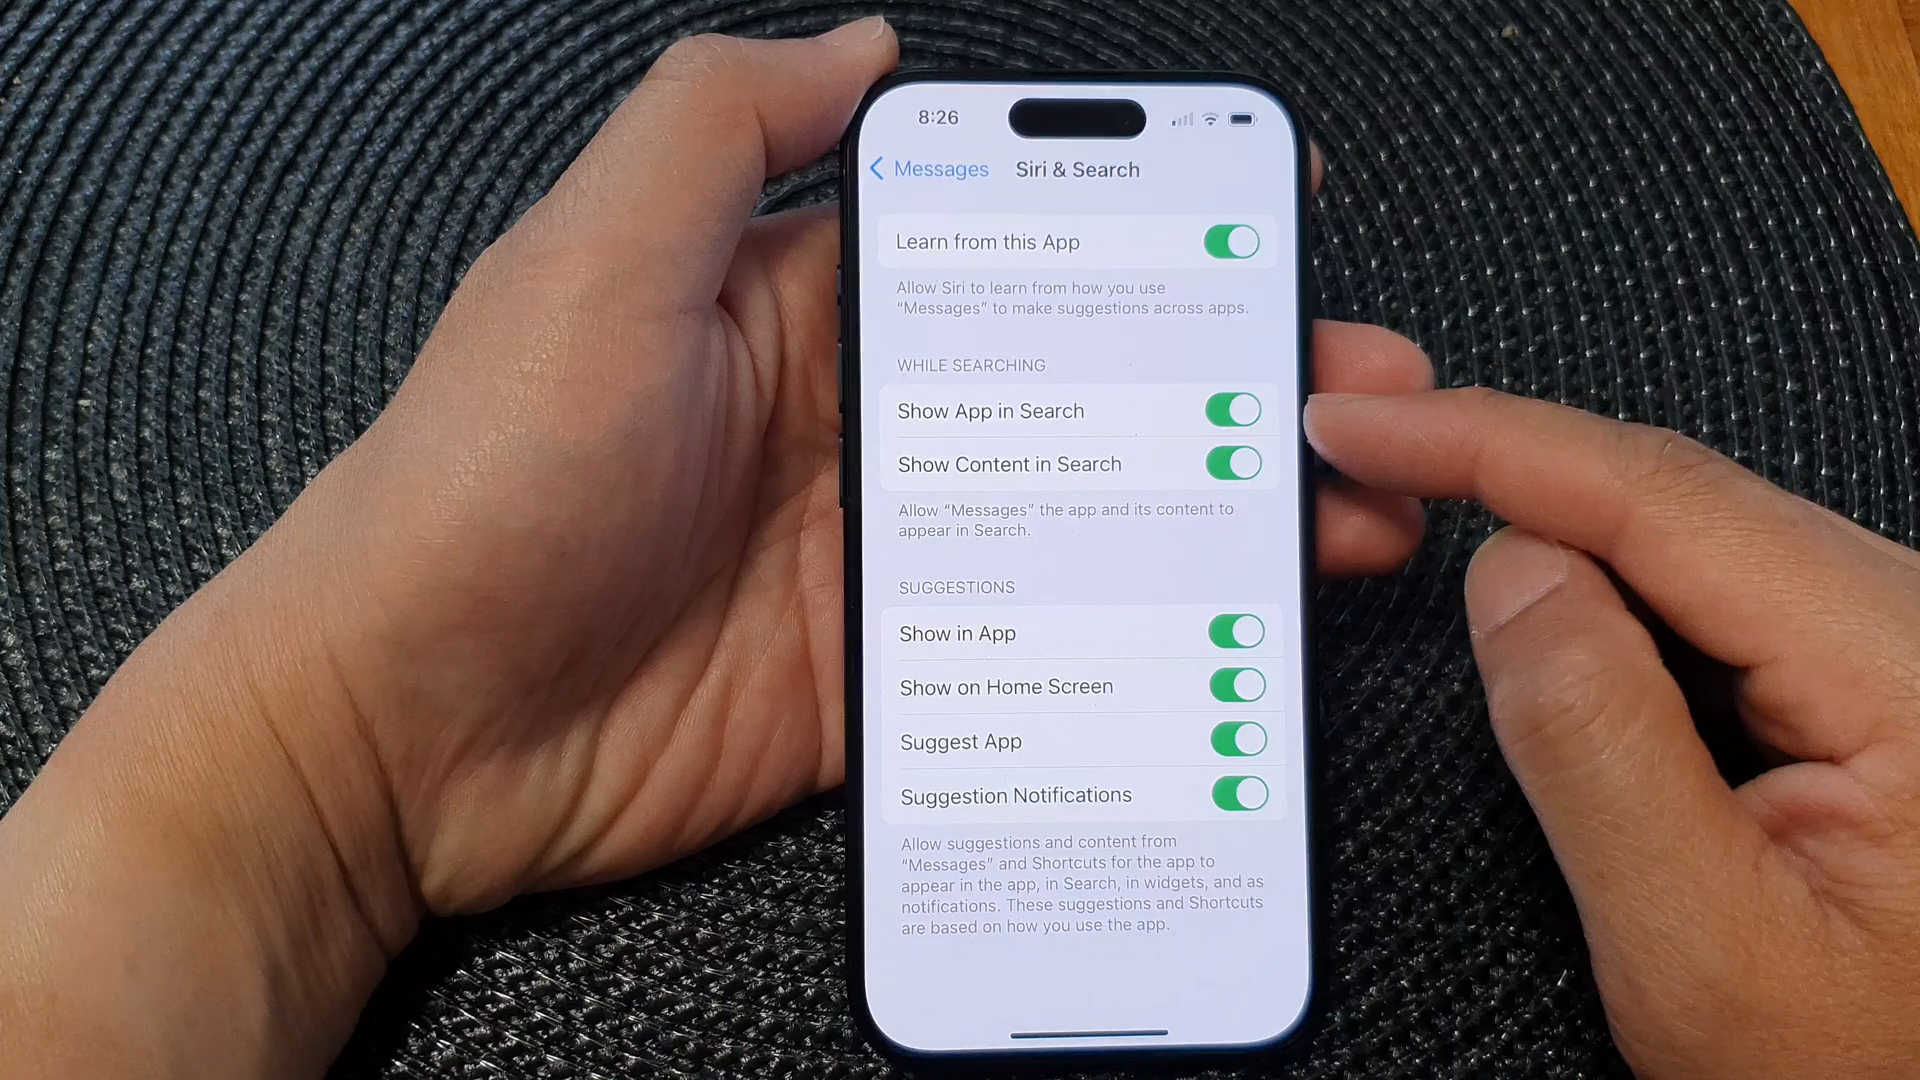 8:26
Messages Siri & Search
Learn from this App
Allow Siri to learn from how you use
“Messages” to make suggestions across apps.
WHILE SEARCHING
Show App in Search
Show Content in Search
Allow “Messages” the app and its content to
appear in Search.
SUGGESTIONS
Show in App
Show on Home Screen
Suggest App
Suggestion Notifications
Allow suggestions and content from
“Messages” and Shortcuts for the app to
appear in the app, in Search, in widgets, and as
notifications. These suggestions and Shortcuts
are based on how you use the app.